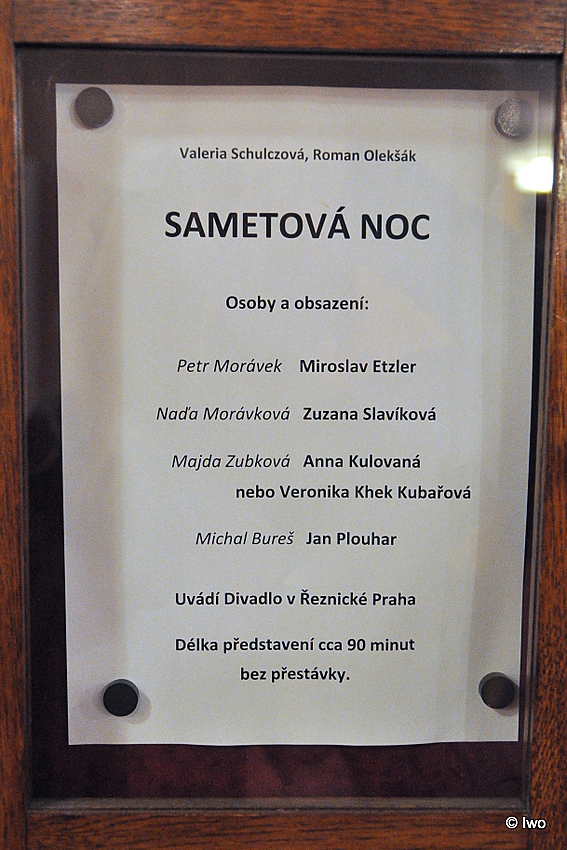 Valeria Schulczová, Roman Olekšák
SAMETOVÁ NOC
Osoby a obsazení:
Petr Morávek Miroslav Etzler
Naďa Morávková Zuzana Slavíková
Majda Zubková Anna Kulovaná
nebo Veronika Khek Kubařová
Michal Bureš Jan Plouhar
Uvádí Divadlo v Řeznické Praha
Délka představení cca 90 minut
bez přestávky.
© Iwo